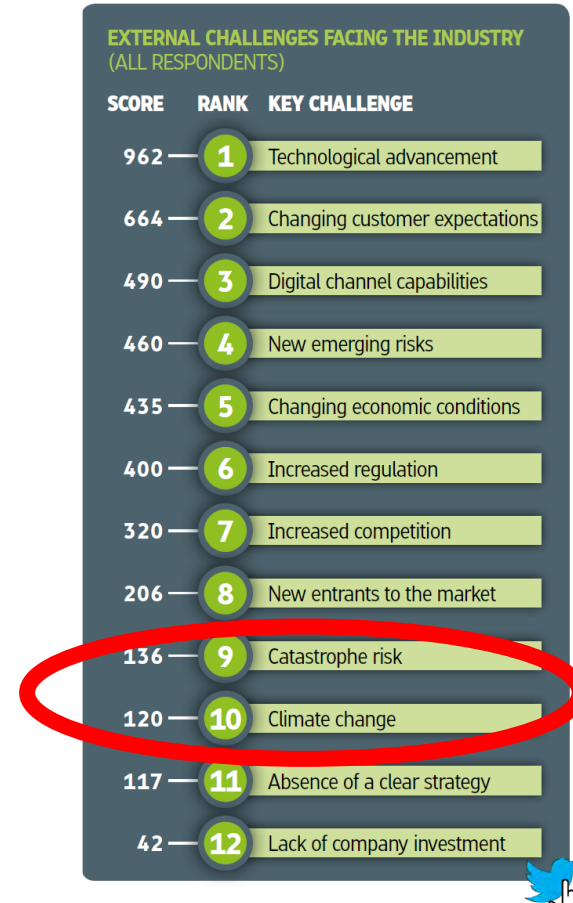 EXTERNAL CHALLENGES FACING THE INDUSTRY
(ALL RESPONDENTS)
SCORE RANK KEY CHALLENGE
962 1 Technological advancement
664 2 Changing customer expectations
490 3 Digital channel capabilities
460 4 New emerging risks
435 5 Changing economic conditions
400 6 Increased regulation
320 7 Increased competition
206 8 New entrants to the market
136 9 Catastrophe risk
120 10 Climate change
117 11 Absence of a clear strategy
42 12 Lack of company investment